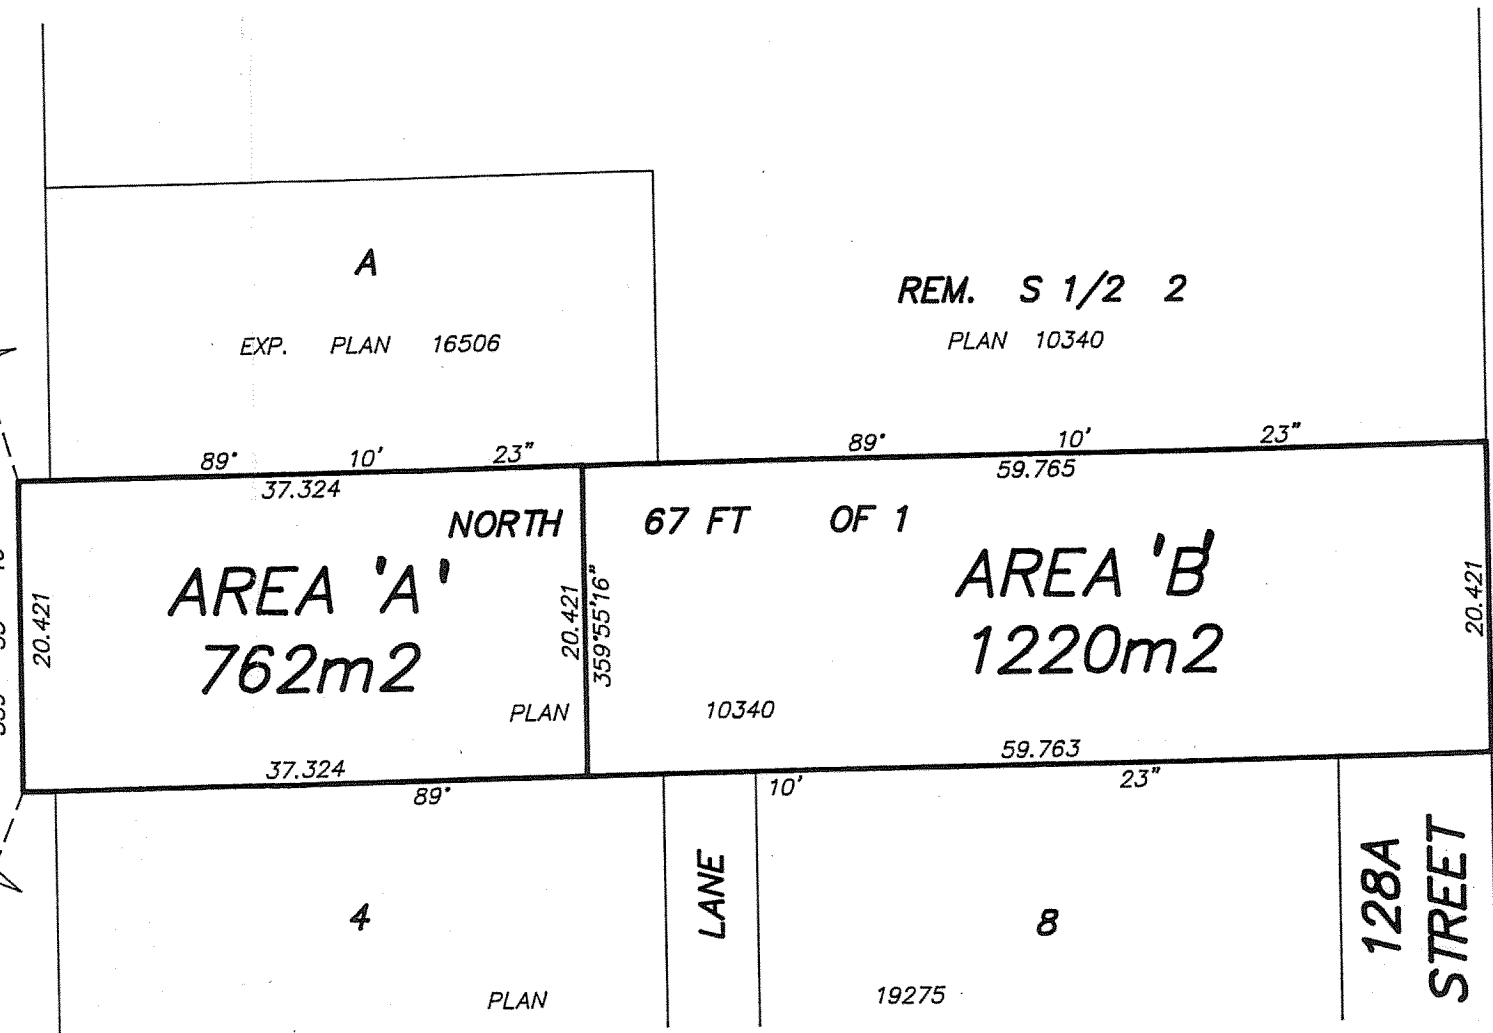 A
EXP. PLAN 16506
REM. S 1/2 2
PLAN 10340
89° 10' 23"
37.324
89° 10' 23"
59.765
NORTH 67 FT OF 1
AREA 'A'
762m2
AREA 'B'
1220m2
20.421
20.421
359°55'16"
20.421
PLAN 10340
37.324
59.763
89° 10' 23"
4
LANE
8
128A
STREET
PLAN 19275